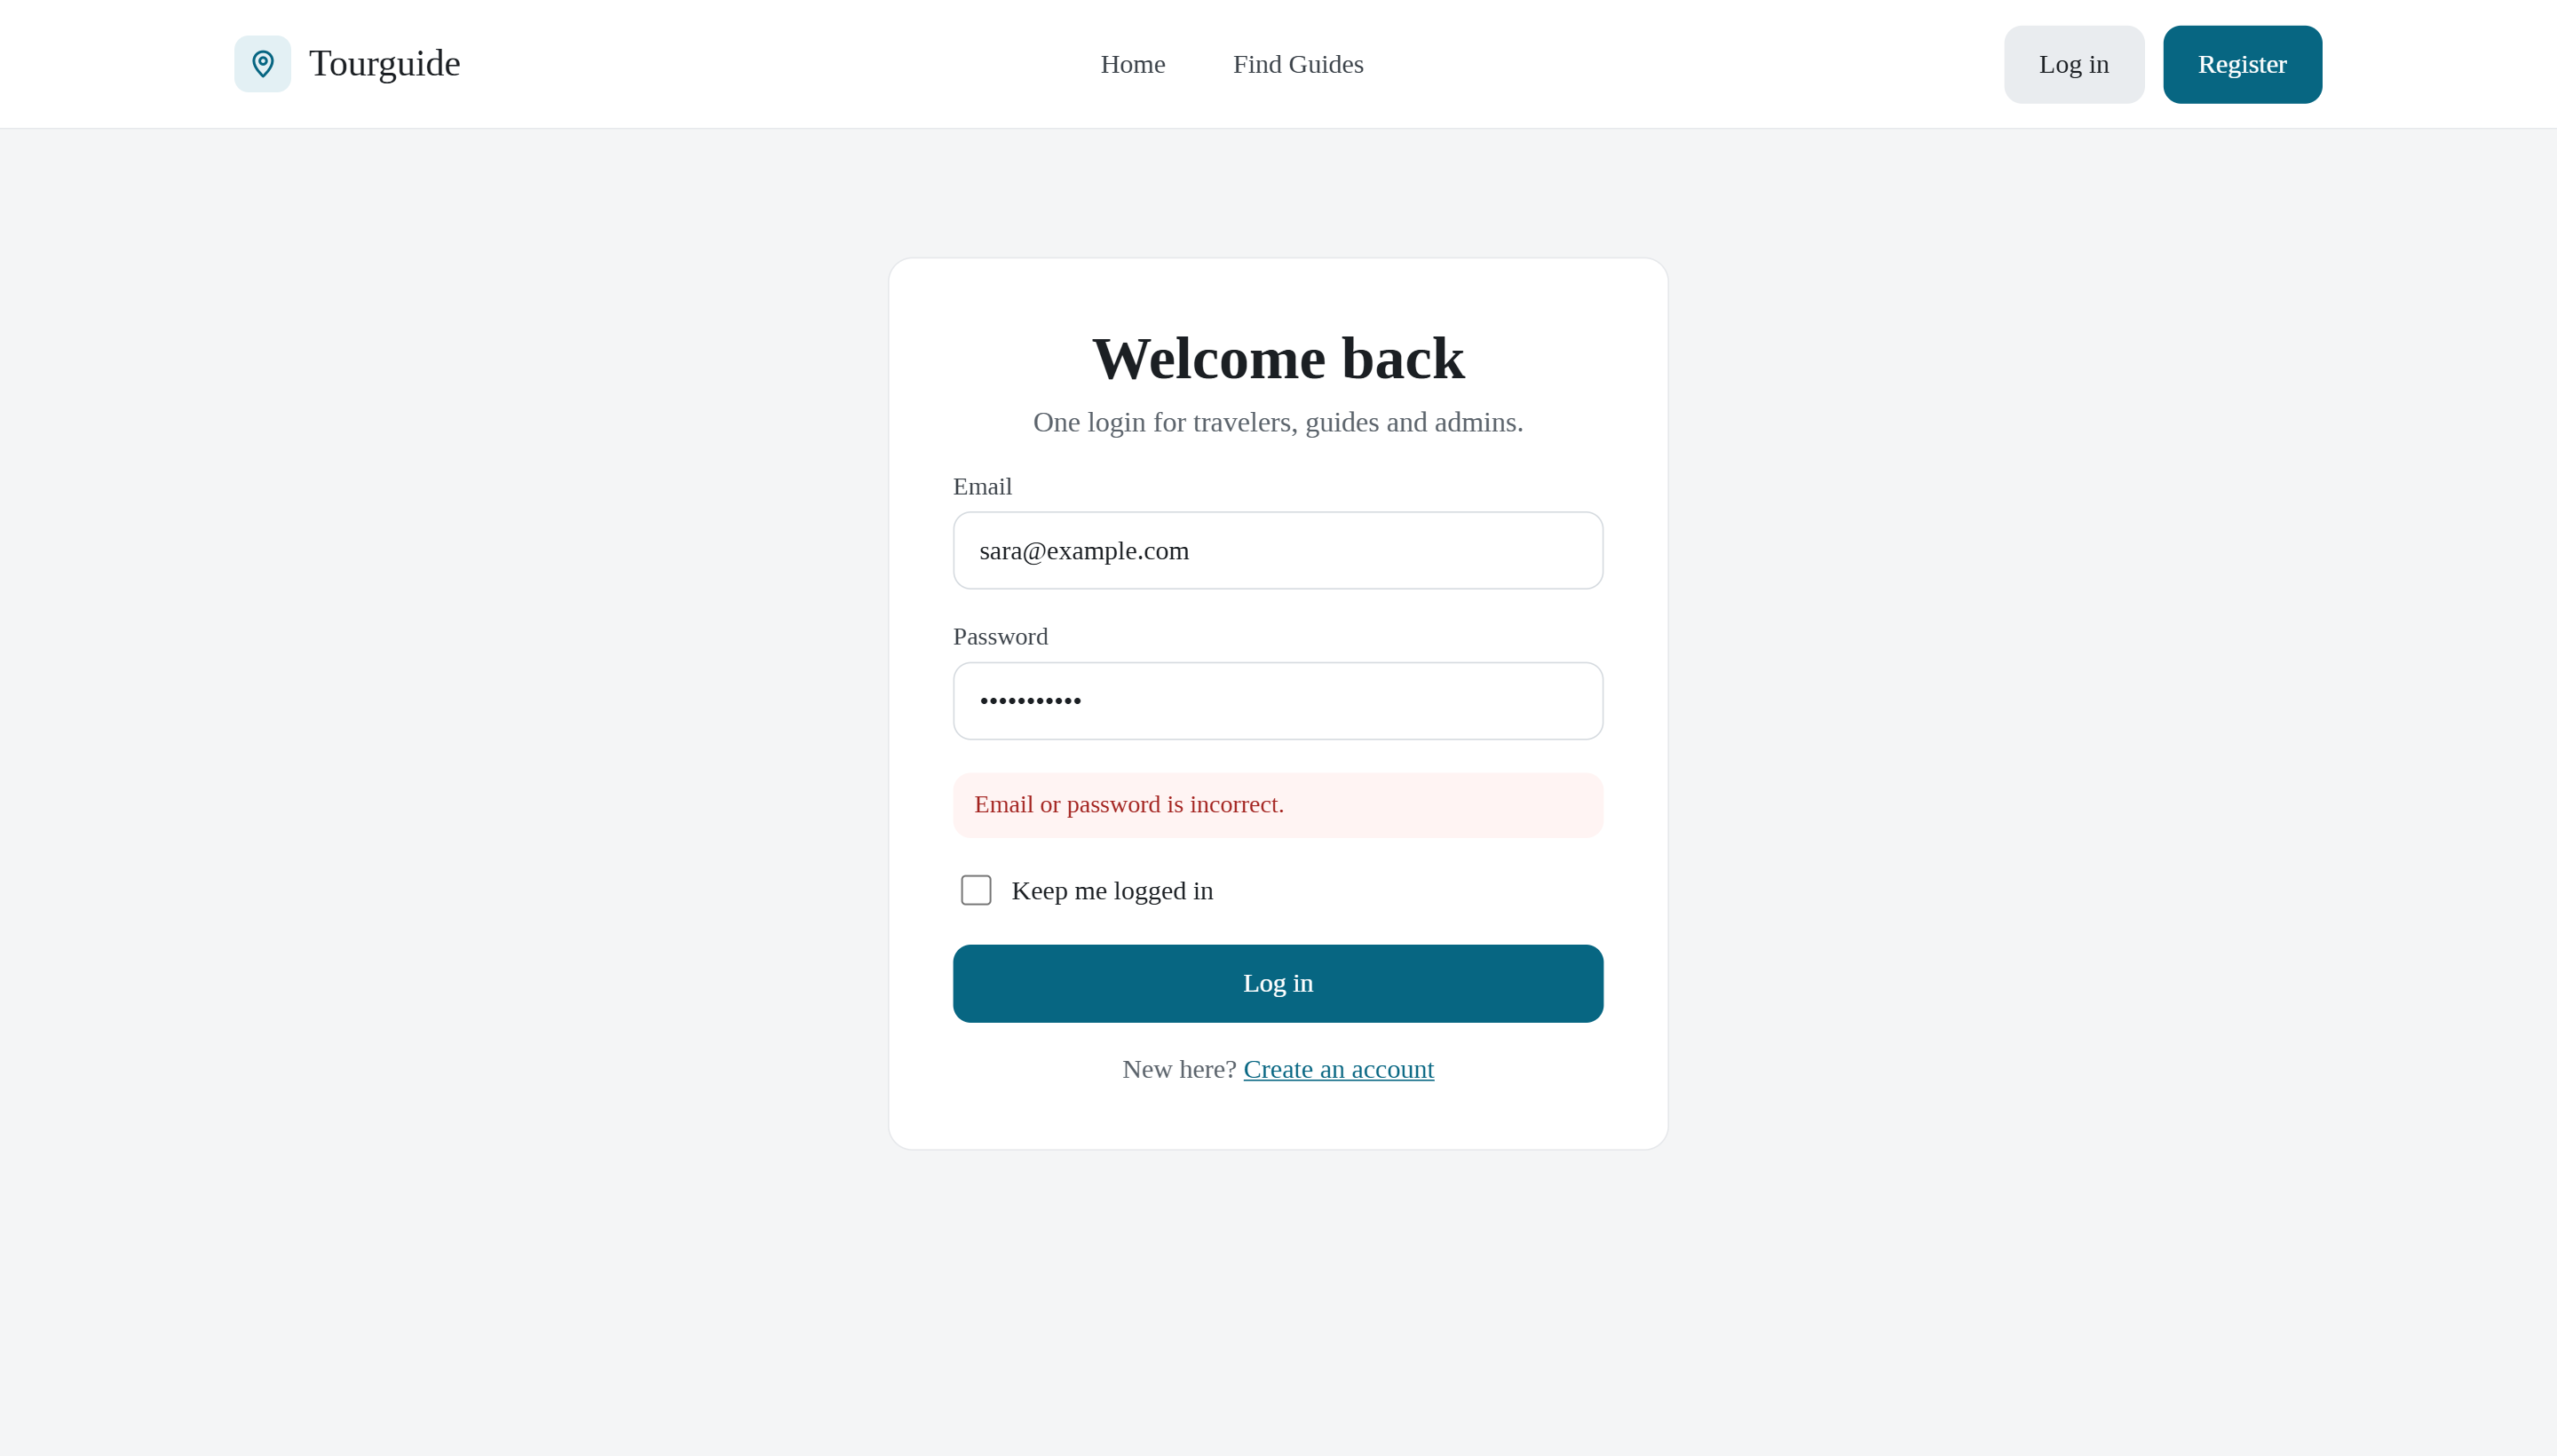 Tourguide
Home
Find Guides
Log in
Register
Welcome back
One login for travelers, guides and admins.
Email
sara@example.com
Password
•••••••••••
Email or password is incorrect.
Keep me logged in
Log in
New here? Create an account